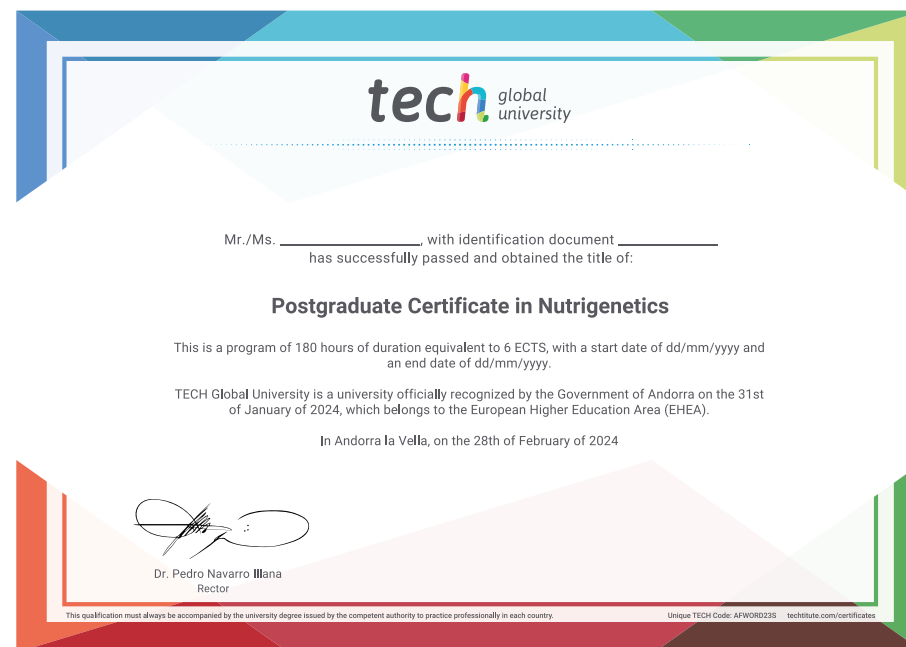 tech global university
Mr./Ms. ____________________, with identification document ______________
has successfully passed and obtained the title of:
Postgraduate Certificate in Nutrigenetics
This is a program of 180 hours of duration equivalent to 6 ECTS, with a start date of dd/mm/yyyy and
an end date of dd/mm/yyyy.
TECH Global University is a university officially recognized by the Government of Andorra on the 31st
of January of 2024, which belongs to the European Higher Education Area (EHEA).
In Andorra la Vella, on the 28th of February of 2024
Dr. Pedro Navarro Illana
Rector
This qualification must always be accompanied by the university degree issued by the competent authority to practice professionally in each country.
Unique TECH Code: AFWORD23S techtitute.com/certificates